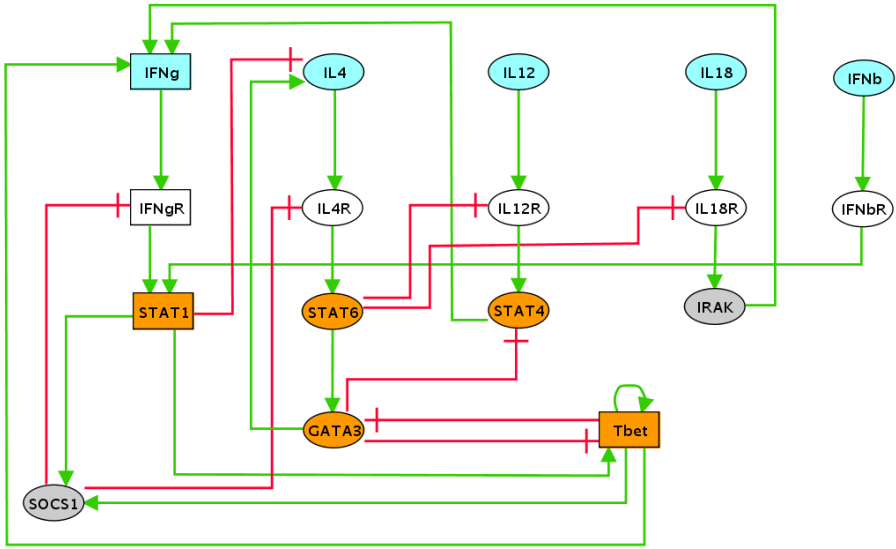 IFNg
IL4
IL12
IL18
IFNb
IFNgR
IL4R
IL12R
IL18R
IFNbR
STAT1
STAT6
STAT4
IRAK
GATA3
Tbet
SOCS1